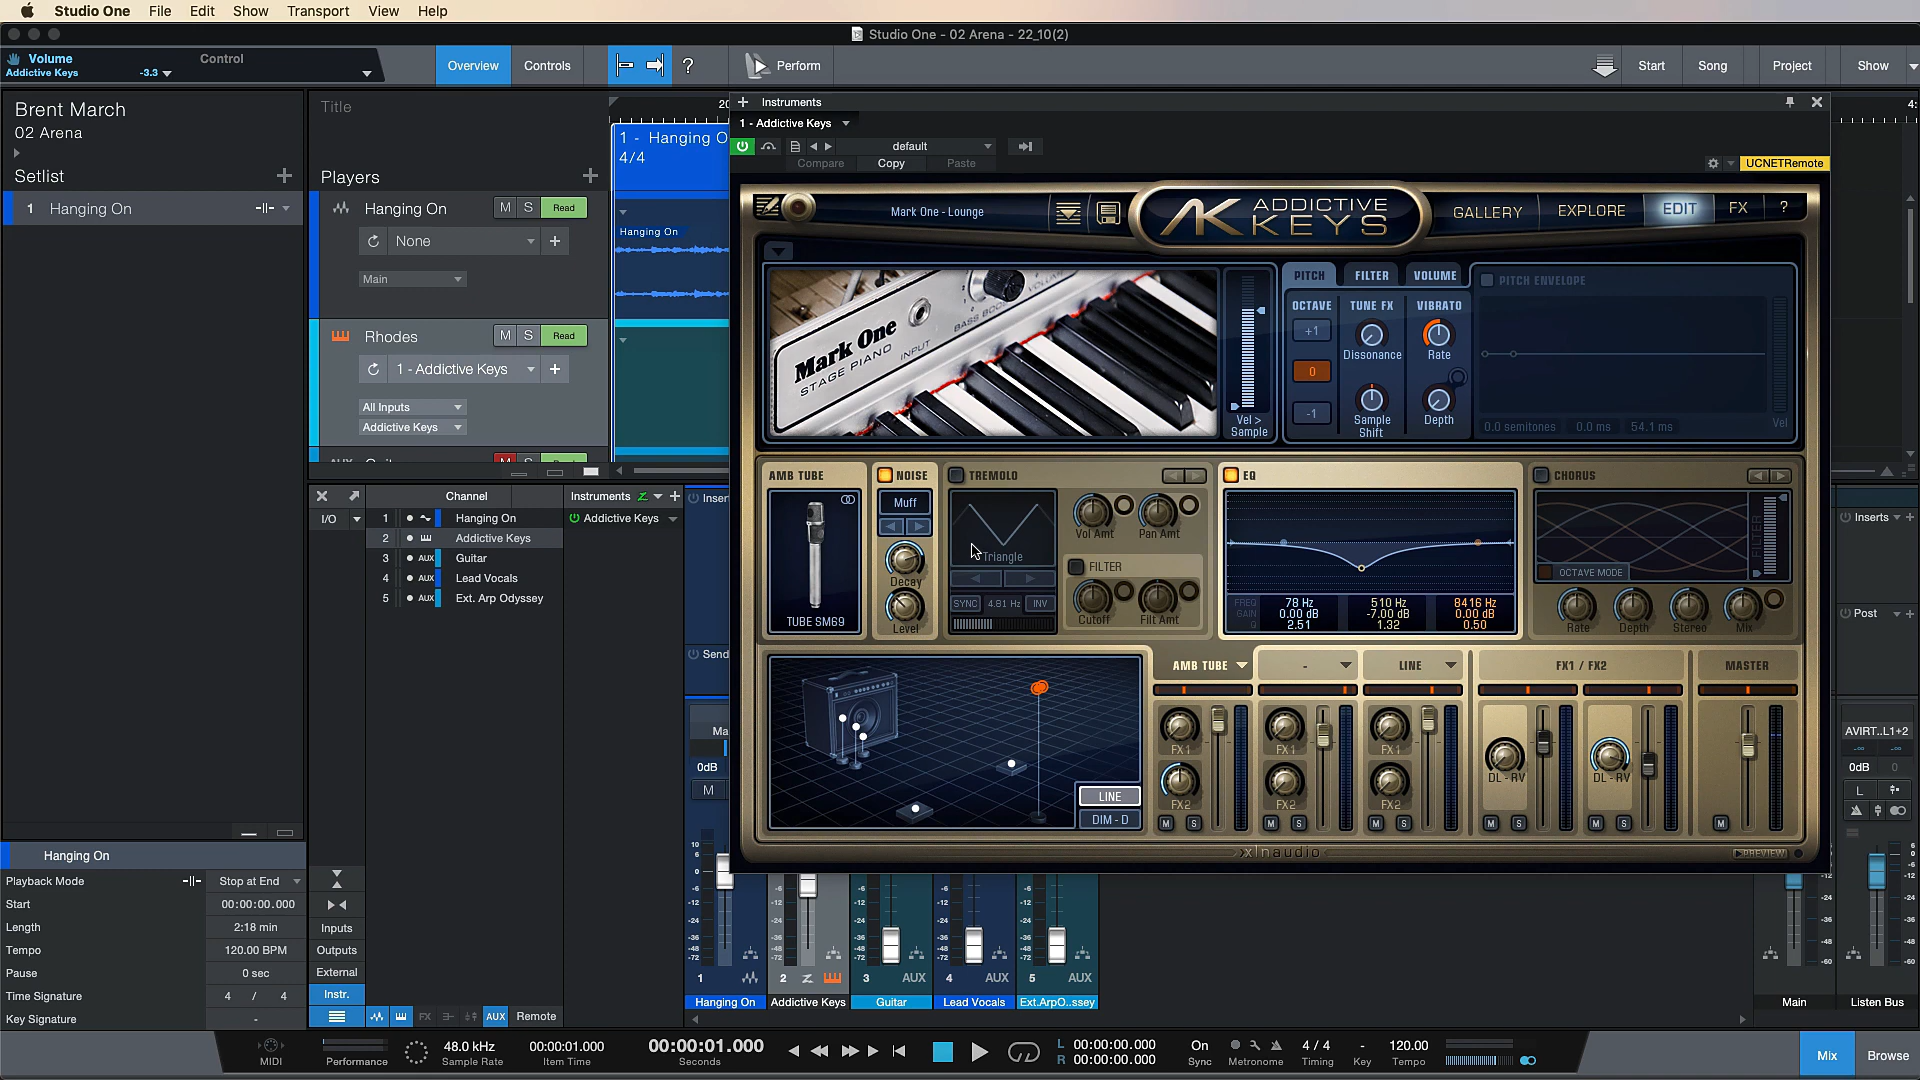 Studio One File Edit Show Transport View Help
Studio One - 02 Arena - 22_10(2)
Volume
Addictive Keys -3.3
Control
Overview
Controls
?
Perform
Start
Song
Project
Show
Brent March
02 Arena
Setlist
1 Hanging On
Title
Players
Hanging On M S Read
None
Main
Rhodes M S Read
1 - Addictive Keys
All Inputs
Addictive Keys
1 - Hanging O
4/4
Hanging On
Instruments
1 - Addictive Keys
default
Compare Copy Paste
UCNETRemote
Mark One - Lounge
ADDICTIVE
KEYS
GALLERY
EXPLORE
EDIT
FX
?
Mark One
STAGE PIANO
INPUT
BASS BOOST
Vel >
Sample
PITCH FILTER VOLUME
OCTAVE TUNE FX VIBRATO
+1
0
-1
Dissonance
Rate
Sample
Shift
Depth
PITCH ENVELOPE
0.0 semitones 0.0 ms 54.1 ms
Vel
AMB TUBE
TUBE SM69
NOISE
Muff
Decay
Level
TREMOLO
Triangle
SYNC 4.81 Hz INV
Vol Amt
Pan Amt
FILTER
Cutoff
Filt Amt
EQ
FREQ 78 Hz 510 Hz 8416 Hz
GAIN 0.00 dB -7.00 dB 0.00 dB
Q 2.51 1.32 0.50
CHORUS
FILTER
OCTAVE MODE
Rate Depth Stereo Mix
LINE
DIM - D
AMB TUBE
-
LINE
FX1 / FX2
MASTER
FX1 FX1 FX1
DL - RV DL - RV
FX2 FX2 FX2
M S M S M S M S M S M
xlnaudio
PREVIEW
I/O
Channel
1 Hanging On
2 Addictive Keys
3 AUX Guitar
4 AUX Lead Vocals
5 AUX Ext. Arp Odyssey
Instruments
Addictive Keys
Inser
Send
Ma
0dB
M
Inserts
Post
AVIRT..L1+2
0dB
L
Hanging On
Playback Mode Stop at End
Start 00:00:00.000
Length 2:18 min
Tempo 120.00 BPM
Pause 0 sec
Time Signature 4 / 4
Key Signature -
Inputs
Outputs
External
Instr.
FX
AUX
Remote
1
2
3 AUX
4 AUX
5 AUX
Hanging On
Addictive Keys
Guitar
Lead Vocals
Ext.ArpO..ssey
Main
Listen Bus
MIDI
Performance
48.0 kHz
Sample Rate
00:00:01.000
Item Time
00:00:01.000
Seconds
L 00:00:00.000
R 00:00:00.000
On
Sync
Metronome
4 / 4
Timing
-
Key
120.00
Tempo
Mix
Browse